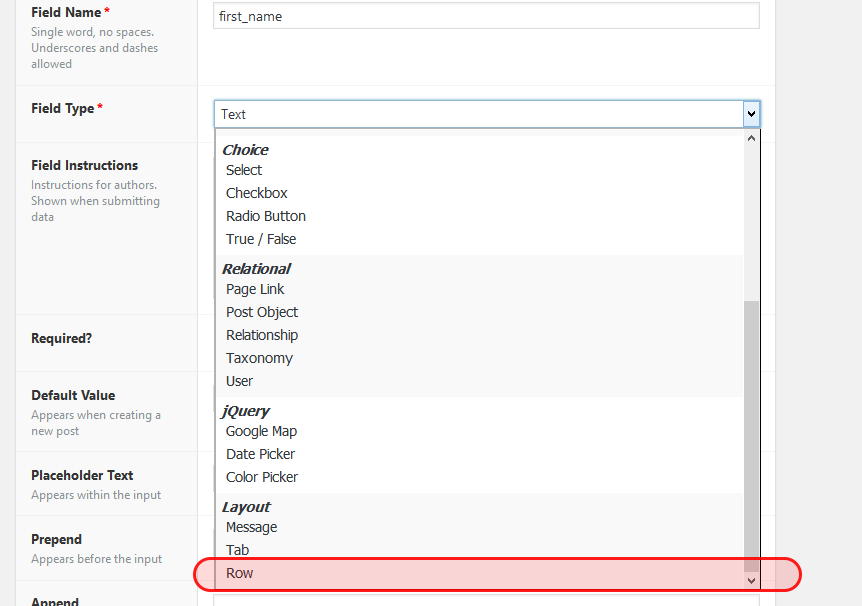 Field Name *
first_name
Single word, no spaces.
Underscores and dashes
allowed
Field Type *
Text
Choice
Select
Checkbox
Radio Button
True / False
Relational
Page Link
Post Object
Relationship
Taxonomy
User
jQuery
Google Map
Date Picker
Color Picker
Layout
Message
Tab
Row
Field Instructions
Instructions for authors.
Shown when submitting
data
Required?
Default Value
Appears when creating a
new post
Placeholder Text
Appears within the input
Prepend
Appears before the input
Append